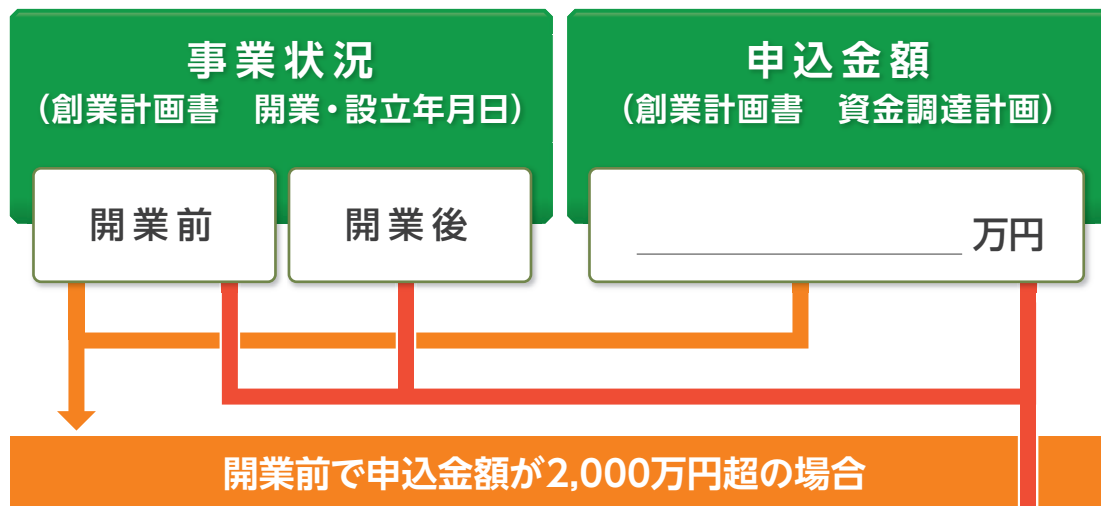 事業状況
（創業計画書　開業・設立年月日）
開業前
開業後
申込金額
（創業計画書　資金調達計画）
万円
開業前で申込金額が2,000万円超の場合